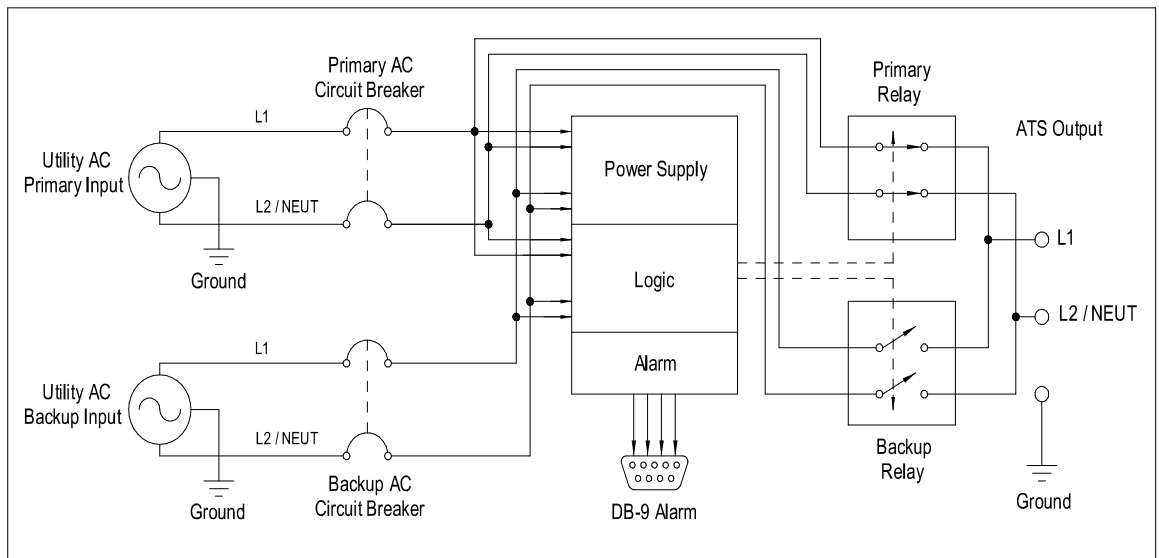 Primary AC
Circuit Breaker
L1
Utility AC
Primary Input
L2 / NEUT
Ground
Power Supply
Logic
Alarm
Primary
Relay
ATS Output
L1
L2 / NEUT
L1
Utility AC
Backup Input
L2 / NEUT
Ground
Backup AC
Circuit Breaker
DB-9 Alarm
Backup
Relay
Ground